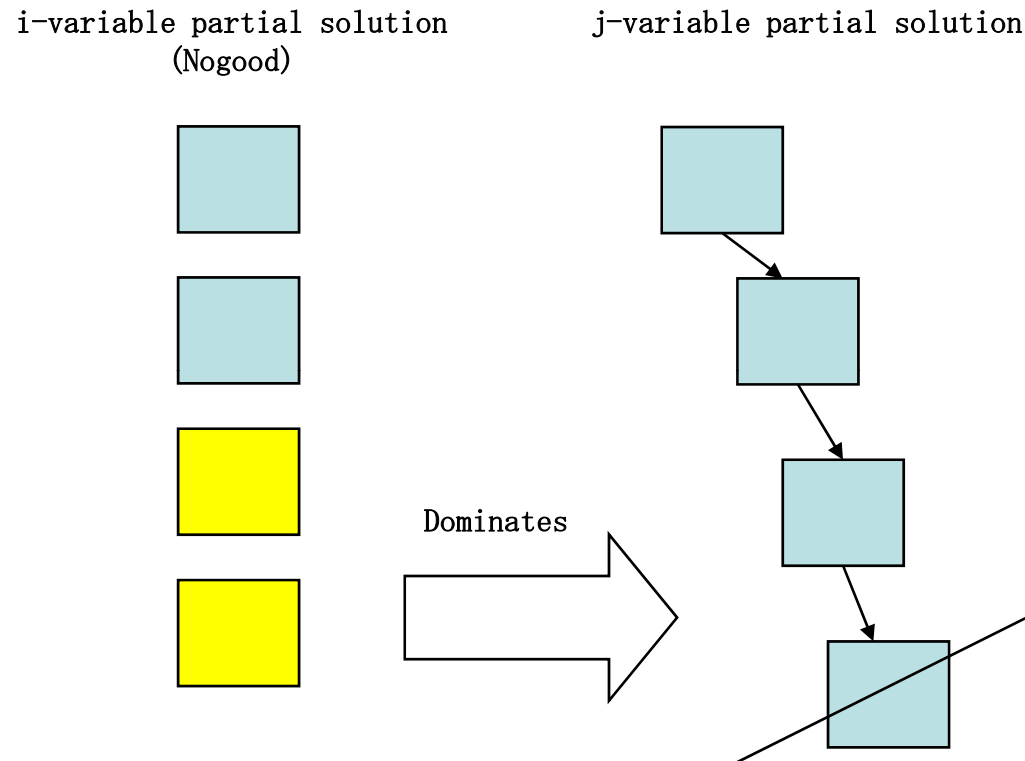 i-variable partial solution
(Nogood)
j-variable partial solution
Dominates